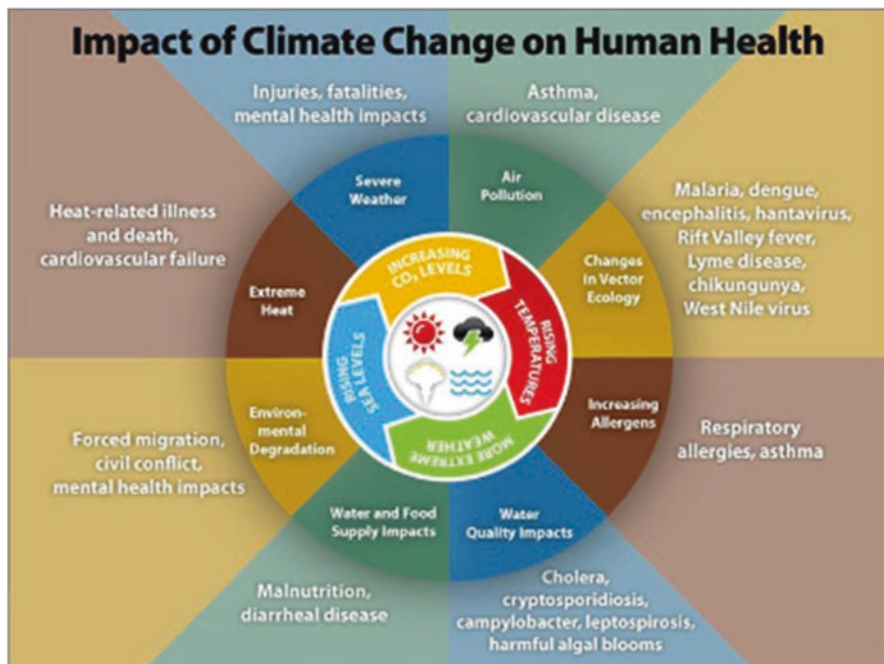 Impact of Climate Change on Human Health
Injuries, fatalities,
mental health impacts
Asthma,
cardiovascular disease
Severe
Weather
Air
Pollution
Heat-related illness
and death,
cardiovascular failure
Malaria, dengue,
encephalitis, hantavirus,
Rift Valley fever,
Lyme disease,
chikungunya,
West Nile virus
Extreme
Heat
Changes
in Vector
Ecology
INCREASING
CO₂ LEVELS
RISING
TEMPERATURES
MORE EXTREME
WEATHER
RISING
SEA LEVELS
Environ-
mental
Degradation
Increasing
Allergens
Forced migration,
civil conflict,
mental health impacts
Respiratory
allergies, asthma
Water and Food
Supply Impacts
Water
Quality Impacts
Malnutrition,
diarrheal disease
Cholera,
cryptosporidiosis,
campylobacter, leptospirosis,
harmful algal blooms